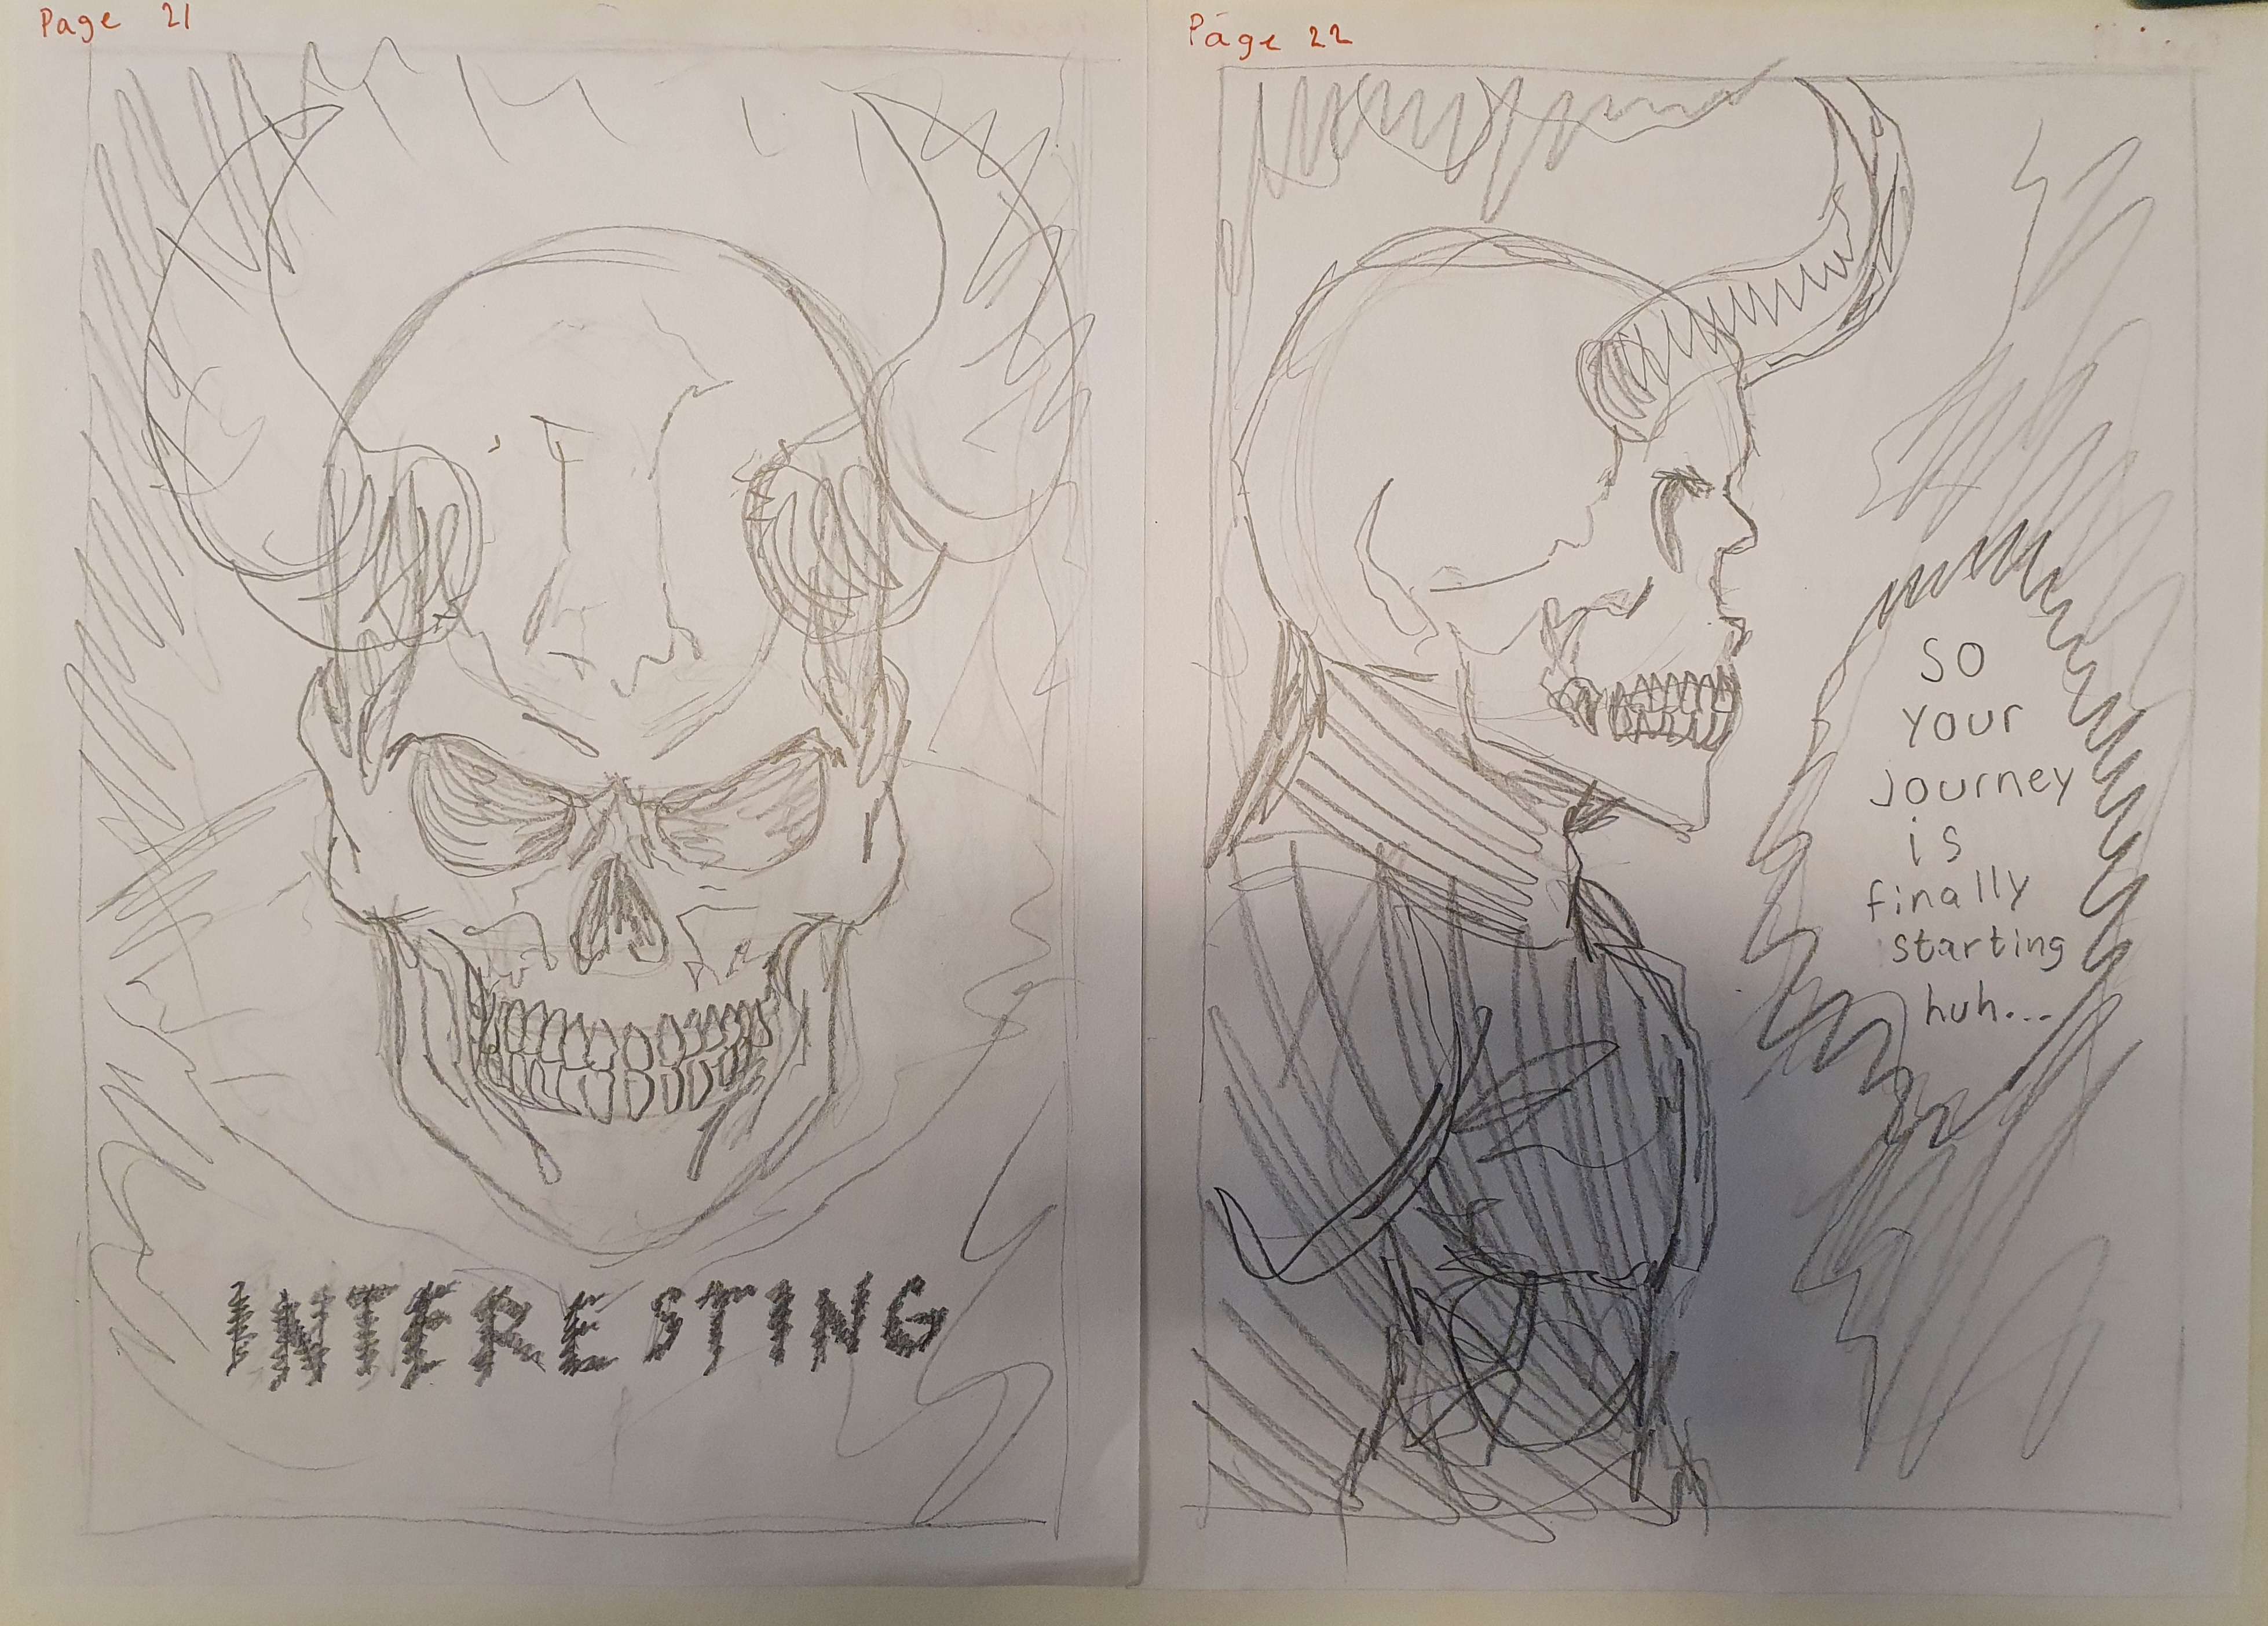 Page 21
INTERESTING
Page 22
SO
Your
Journey
is
finally
starting
huh...